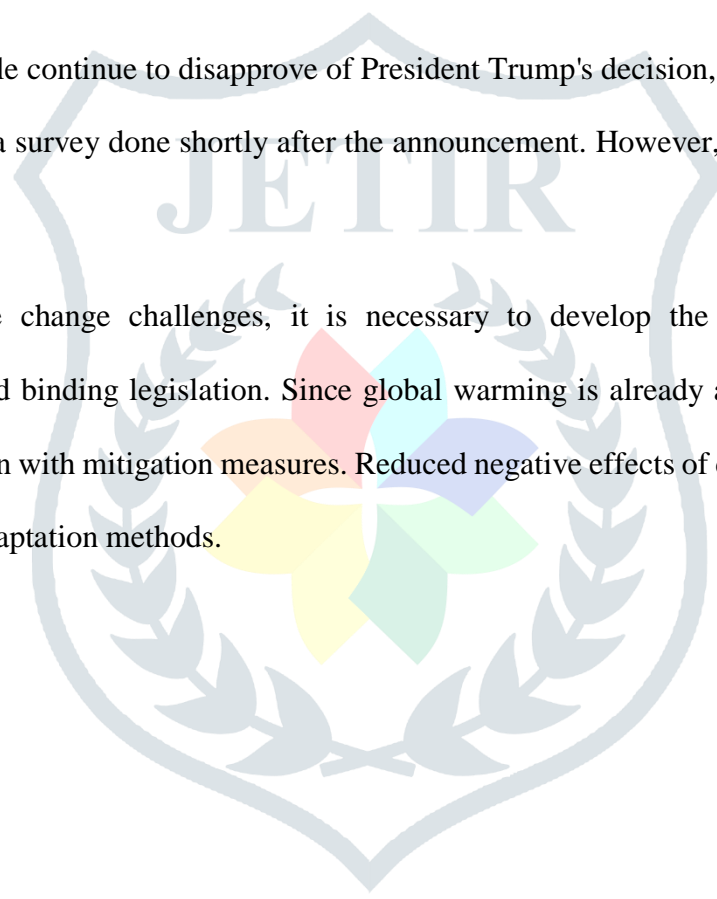 continue to disapprove of President Trump's decision,
a survey done shortly after the announcement. However,
JETIR
change challenges, it is necessary to develop the
binding legislation. Since global warming is already
with mitigation measures. Reduced negative effects of
methods.